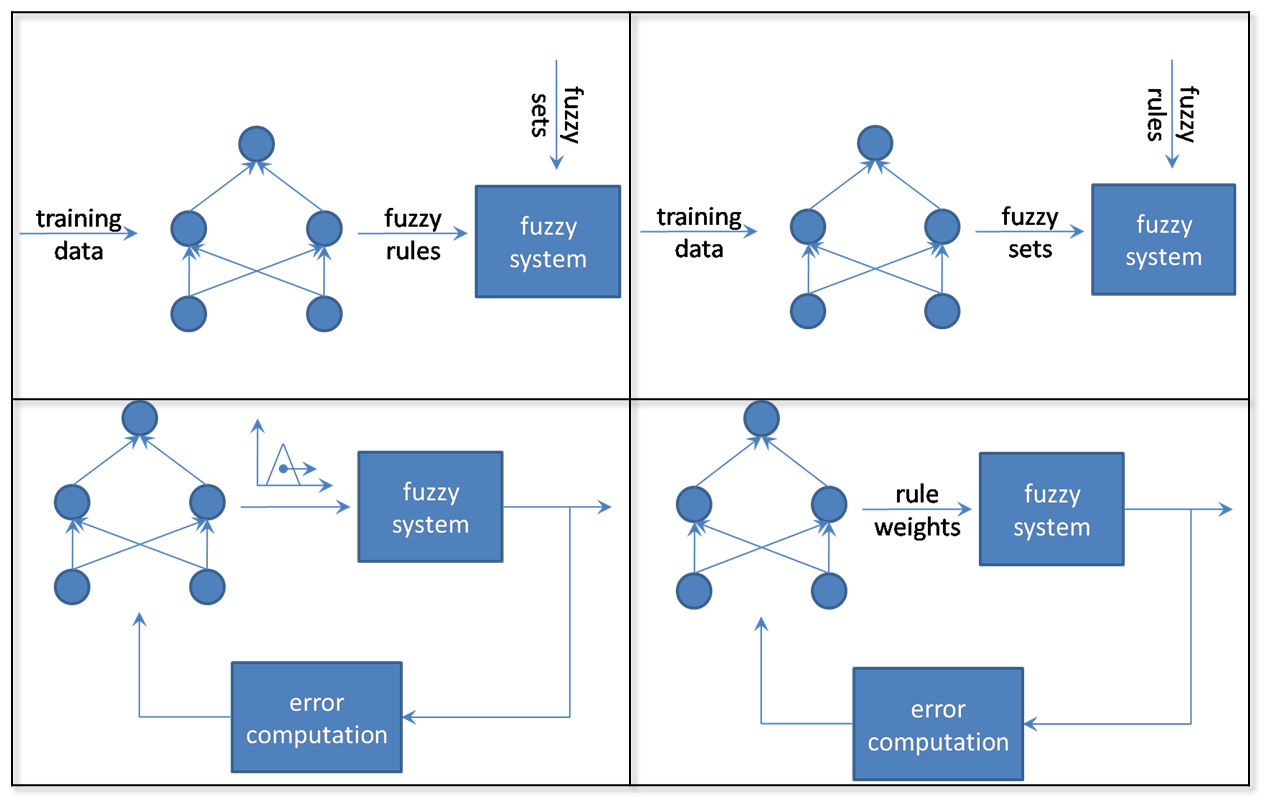 fuzzy
sets
training
data
fuzzy
rules
fuzzy
system
fuzzy
rules
training
data
fuzzy
sets
fuzzy
system
fuzzy
system
error
computation
rule
weights
fuzzy
system
error
computation